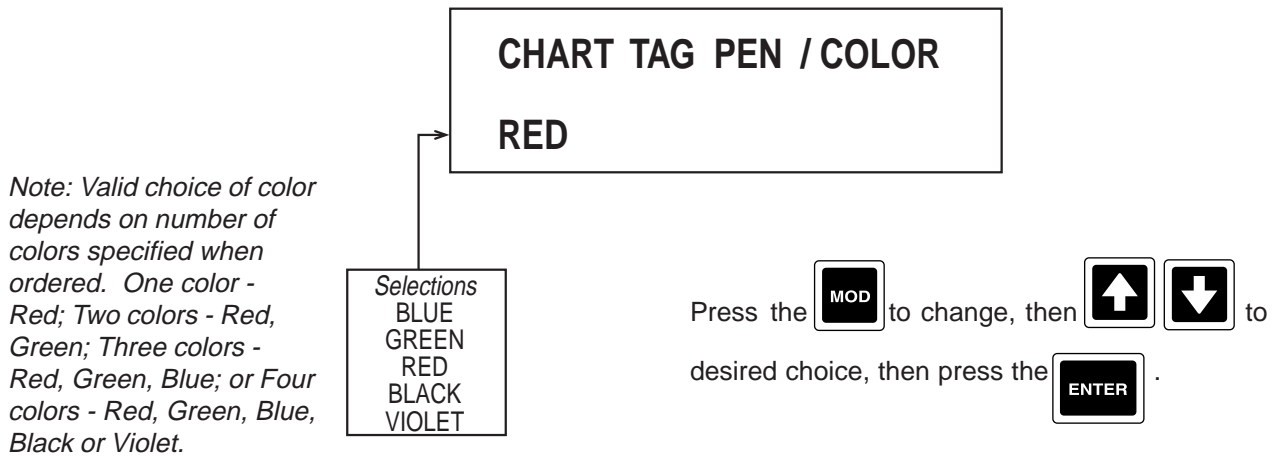 CHART TAG PEN / COLOR
RED
Note: Valid choice of color
depends on number of
colors specified when
ordered. One color -
Red; Two colors - Red,
Green; Three colors -
Red, Green, Blue; or Four
colors - Red, Green, Blue,
Black or Violet.
Selections
BLUE
GREEN
RED
BLACK
VIOLET
Press the MOD to change, then to
desired choice, then press the ENTER .